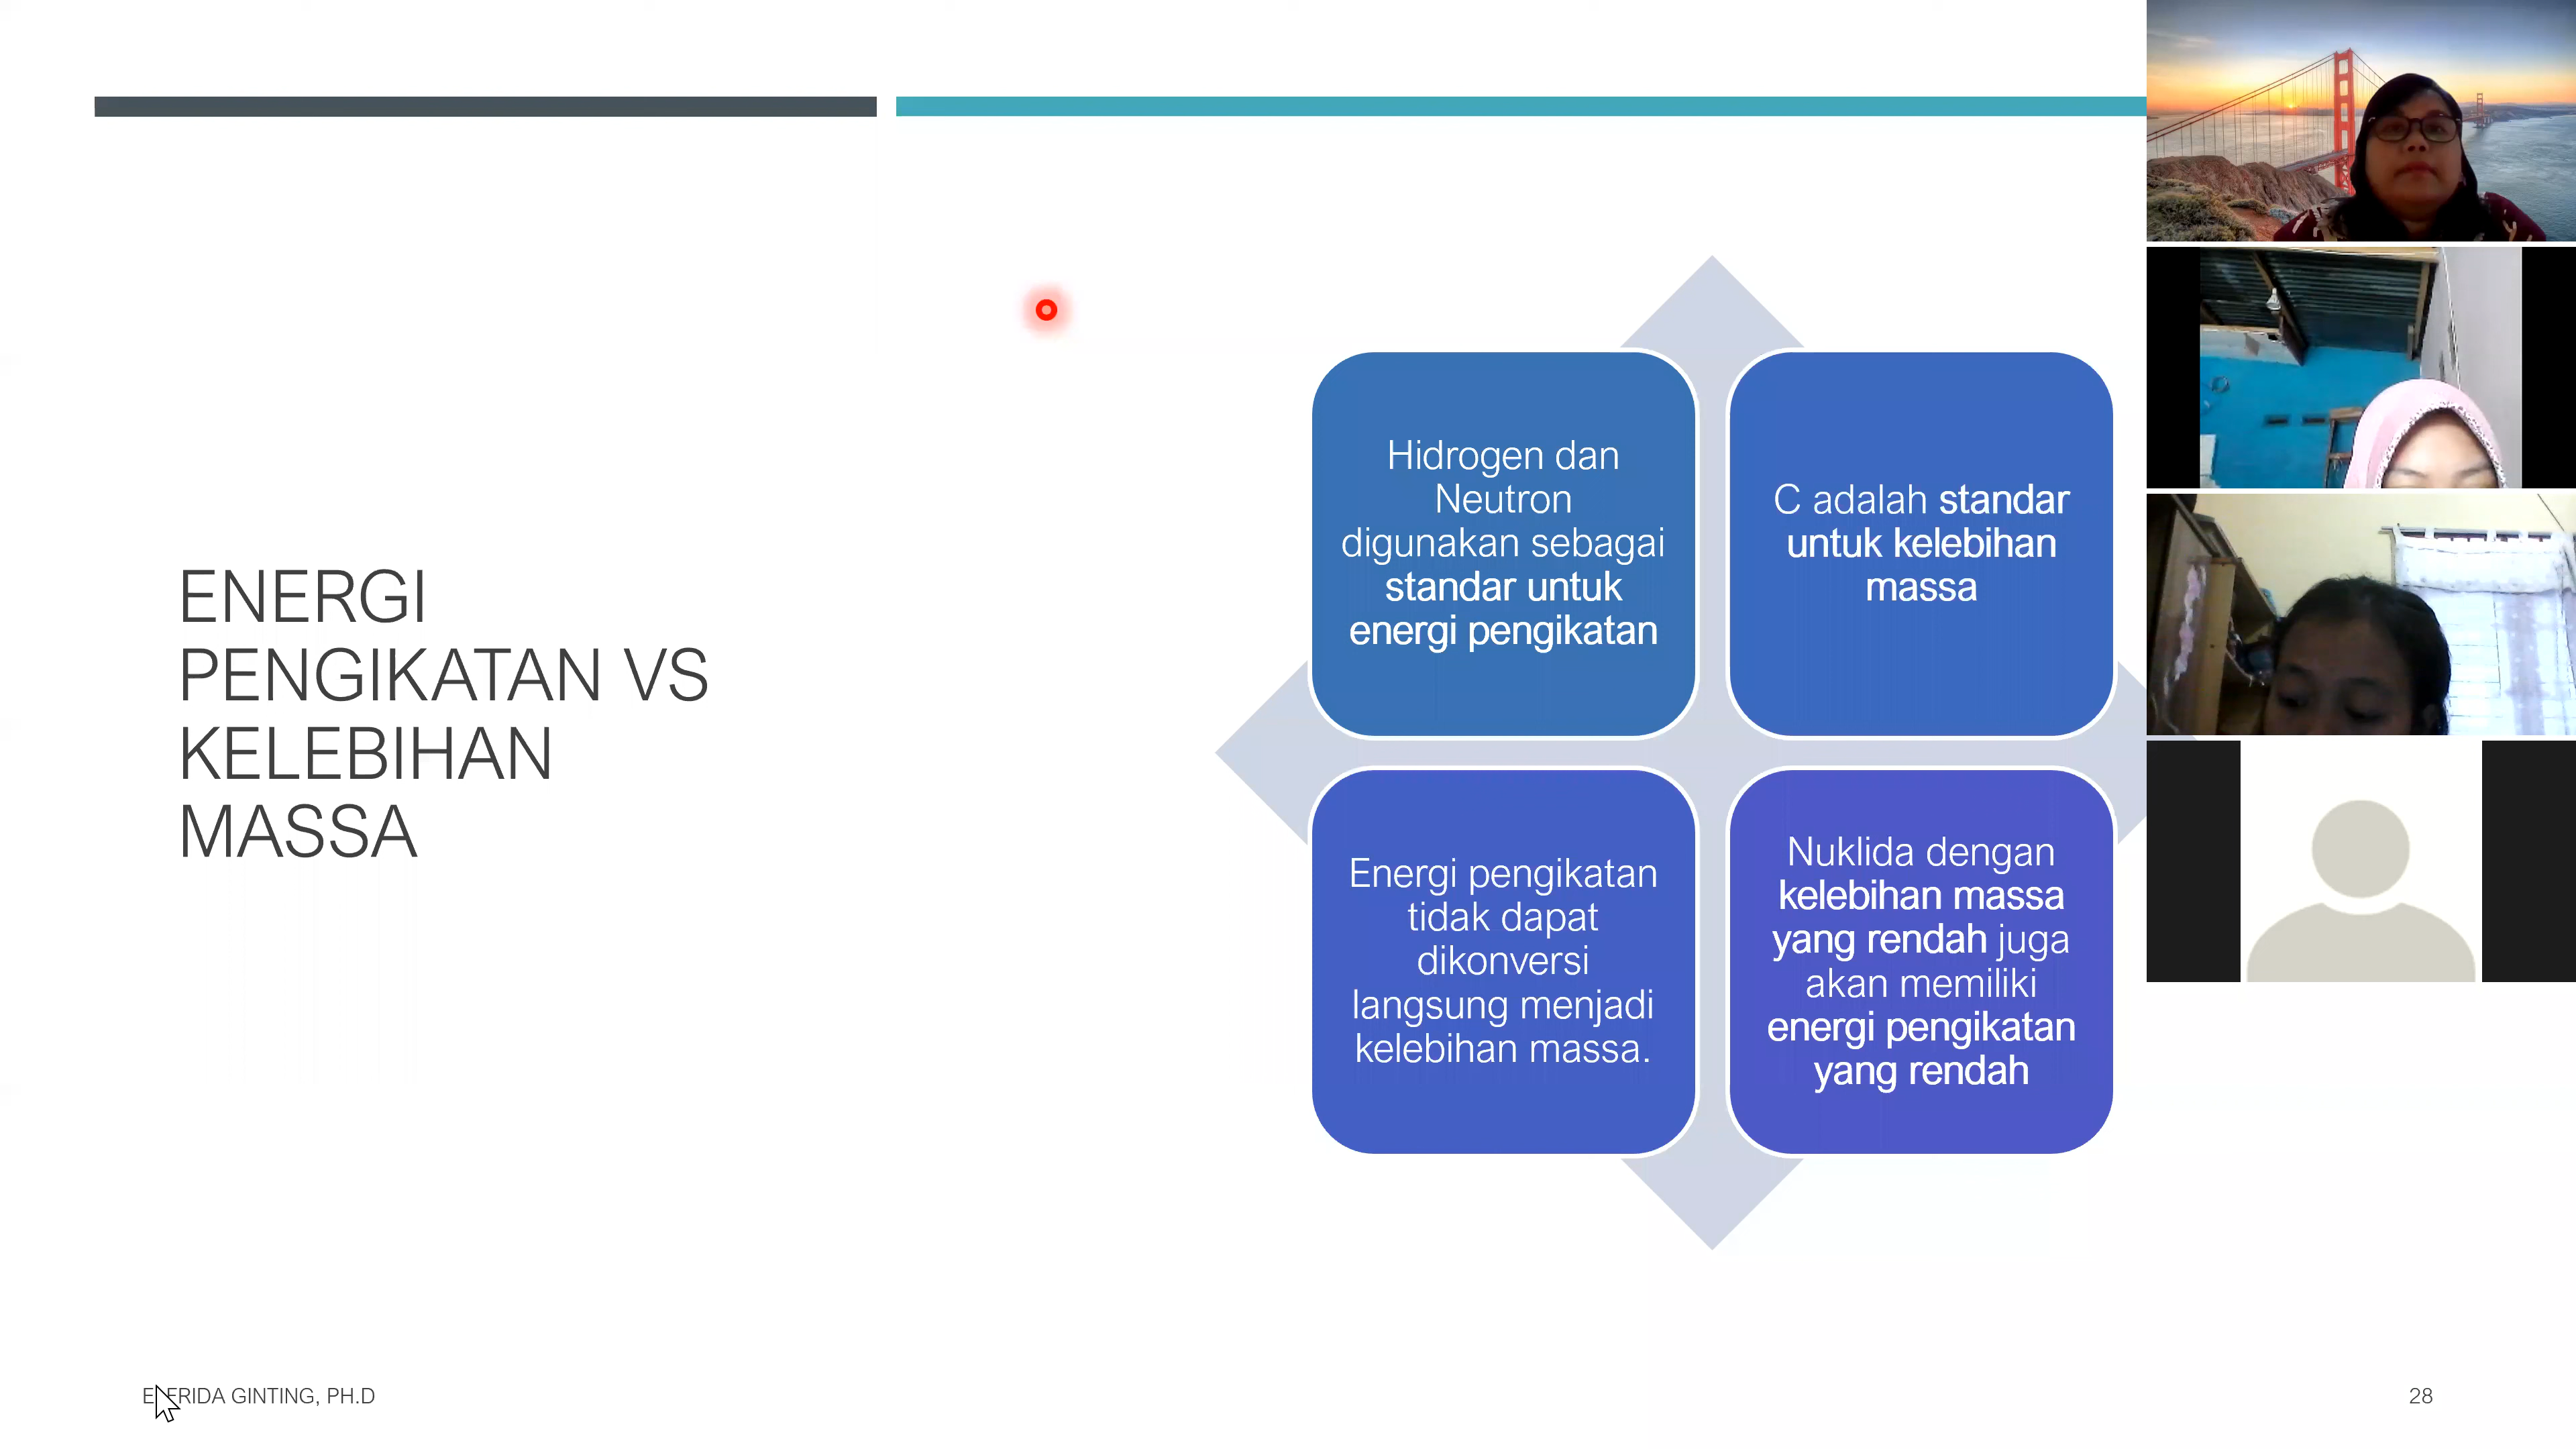 ENERGI
PENGIKATAN VS
KELEBIHAN
MASSA
Hidrogen dan
Neutron
digunakan sebagai
standar untuk
energi pengikatan
C adalah standar
untuk kelebihan
massa
Energi pengikatan
tidak dapat
dikonversi
langsung menjadi
kelebihan massa.
Nuklida dengan
kelebihan massa
yang rendah juga
akan memiliki
energi pengikatan
yang rendah
GINTING, PH.D
28